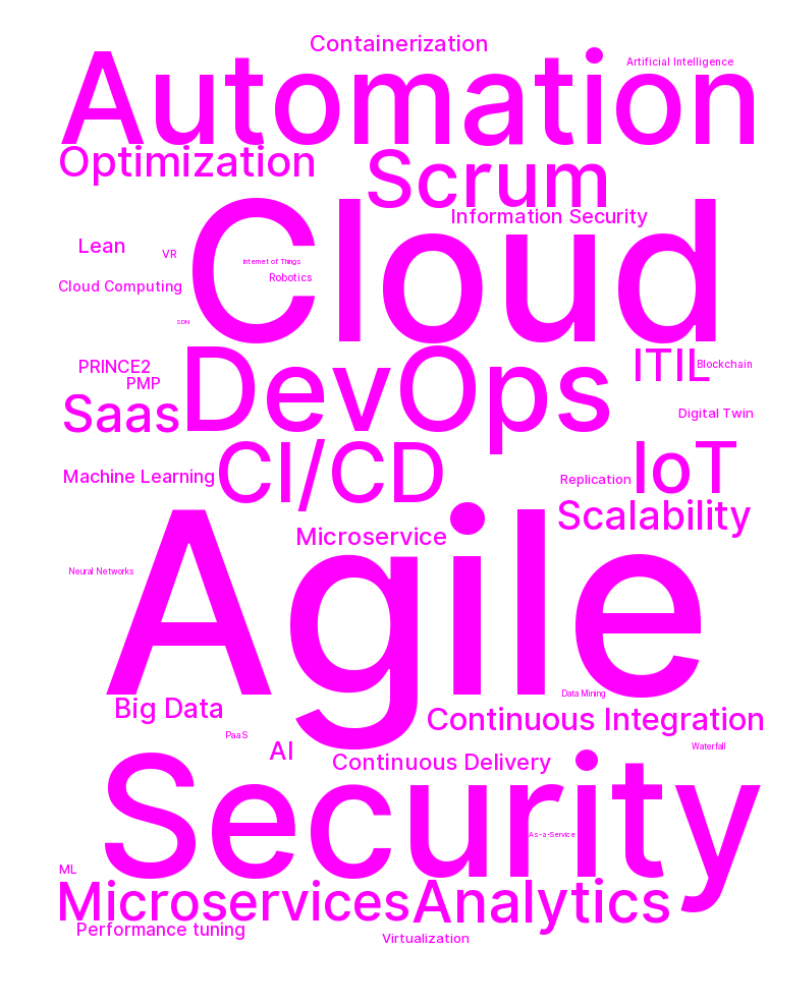 Containerization
Artificial Intelligence
Automation
Optimization
Scrum
Information Security
Cloud
Lean
VR
Internet of Things
Robotics
Cloud Computing
SDN
DevOps
ITIL
PRINCE2
Blockchain
PMP
Saas
Digital Twin
CI/CD
IoT
Machine Learning
Replication
Scalability
Microservice
Agile
Neural Networks
Data Mining
Big Data
Continuous Integration
PaaS
Waterfall
AI
Continuous Delivery
Security
As-a-Service
ML
Microservices
Analytics
Performance tuning
Virtualization